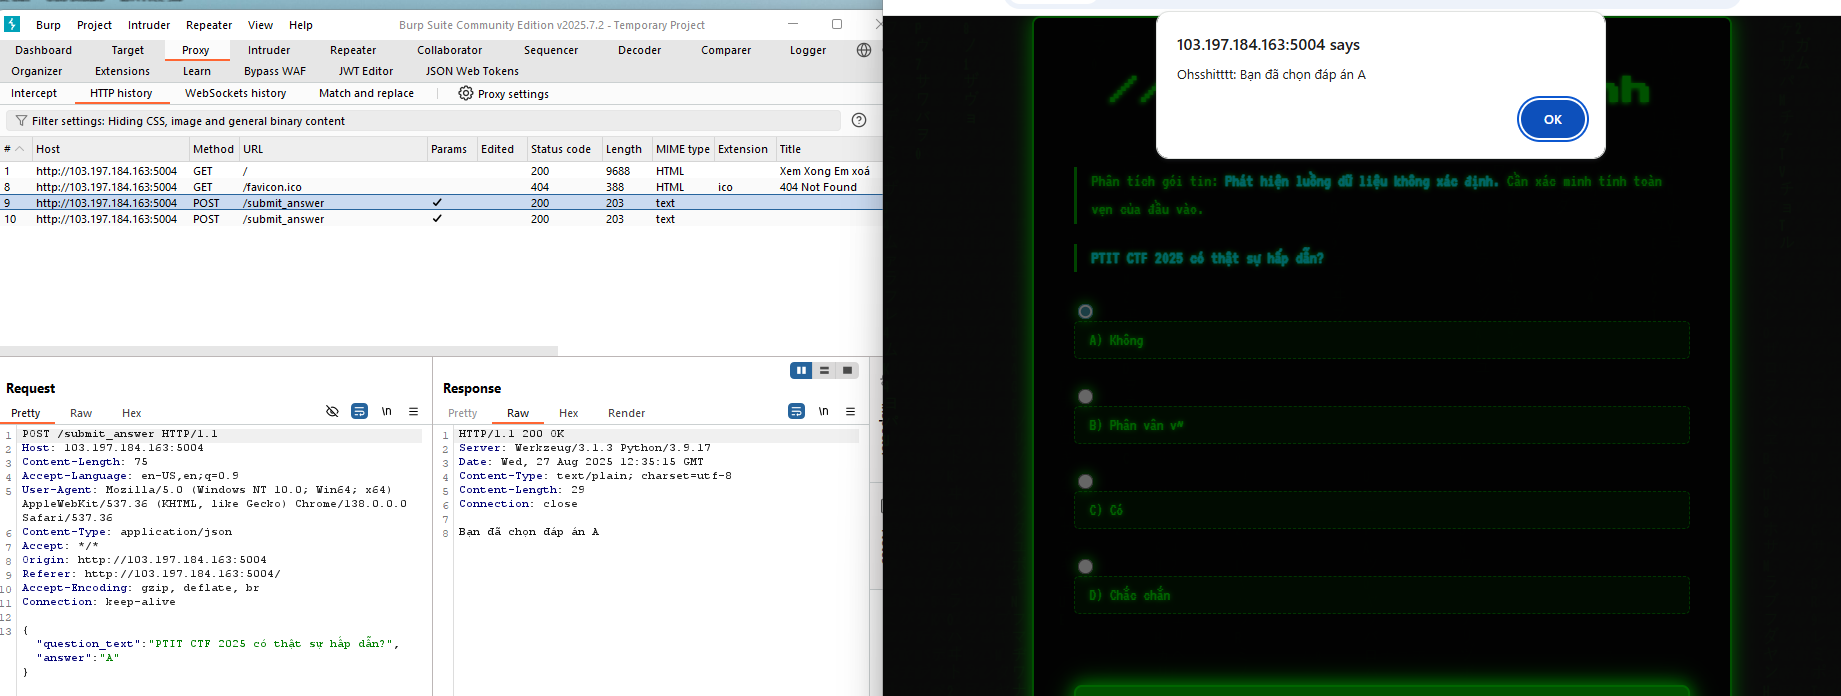 Burp Project Intruder Repeater View Help Burp Suite Community Edition v2025.7.2 - Temporary Project
Dashboard Target Proxy Intruder Repeater Collaborator Sequencer Decoder Comparer Logger
Organizer Extensions Learn Bypass WAF JWT Editor JSON Web Tokens
Intercept HTTP history WebSockets history Match and replace Proxy settings
Filter settings: Hiding CSS, image and general binary content
# Host Method URL Params Edited Status code Length MIME type Extension Title
1 http://103.197.184.163:5004 GET / 200 9688 HTML Xem Xong Em xoá
8 http://103.197.184.163:5004 GET /favicon.ico 404 388 HTML ico 404 Not Found
9 http://103.197.184.163:5004 POST /submit_answer ✓ 200 203 text
10 http://103.197.184.163:5004 POST /submit_answer ✓ 200 203 text
Request
Pretty Raw Hex \n
1 POST /submit_answer HTTP/1.1
2 Host: 103.197.184.163:5004
3 Content-Length: 75
4 Accept-Language: en-US,en;q=0.9
5 User-Agent: Mozilla/5.0 (Windows NT 10.0; Win64; x64)
AppleWebKit/537.36 (KHTML, like Gecko) Chrome/138.0.0.0
Safari/537.36
6 Content-Type: application/json
7 Accept: */*
8 Origin: http://103.197.184.163:5004
9 Referer: http://103.197.184.163:5004/
10 Accept-Encoding: gzip, deflate, br
11 Connection: keep-alive
12
13 {
"question_text":"PTIT CTF 2025 có thật sự hấp dẫn?",
"answer":"A"
}
Response
Pretty Raw Hex Render \n
1 HTTP/1.1 200 OK
2 Server: Werkzeug/3.1.3 Python/3.9.17
3 Date: Wed, 27 Aug 2025 12:35:15 GMT
4 Content-Type: text/plain; charset=utf-8
5 Content-Length: 29
6 Connection: close
7
8 Bạn đã chọn đáp án A
103.197.184.163:5004 says
Ohsshitttt: Bạn đã chọn đáp án A
OK
Phân tích gói tin: Phát hiện luồng dữ liệu không xác định. Cần xác minh tính toàn
vẹn của đầu vào.
PTIT CTF 2025 có thật sự hấp dẫn?
A) Không
B) Phân vân
C) Có
D) Chắc chắn